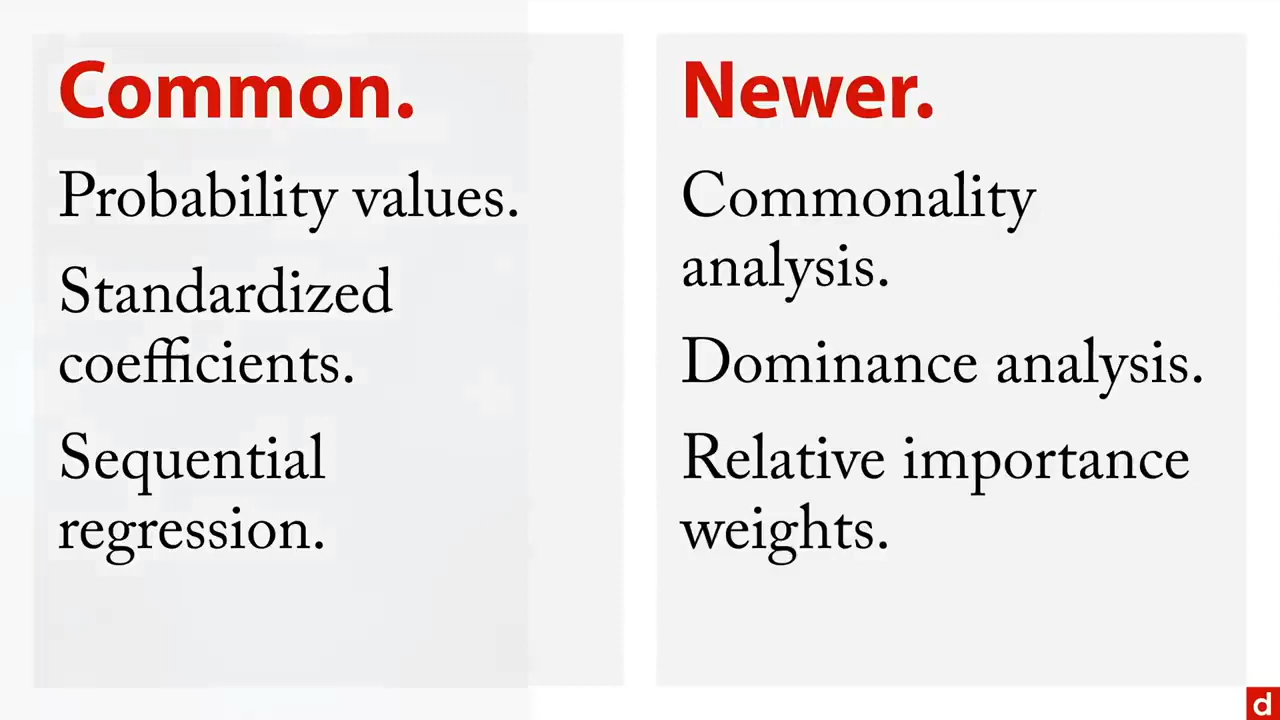 Common.
Probability values.
Standardized
coefficients.
Sequential
regression.
Newer.
Commonality
analysis.
Dominance analysis.
Relative importance
weights.
d